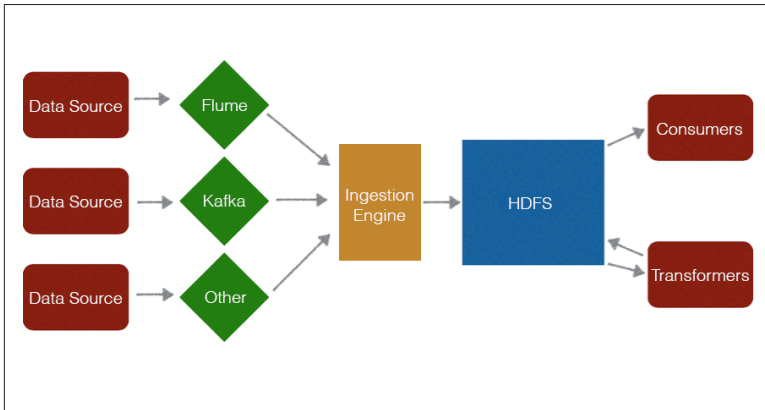 Data Source
Flume
Data Source
Kafka
Data Source
Other
Ingestion
Engine
HDFS
Consumers
Transformers